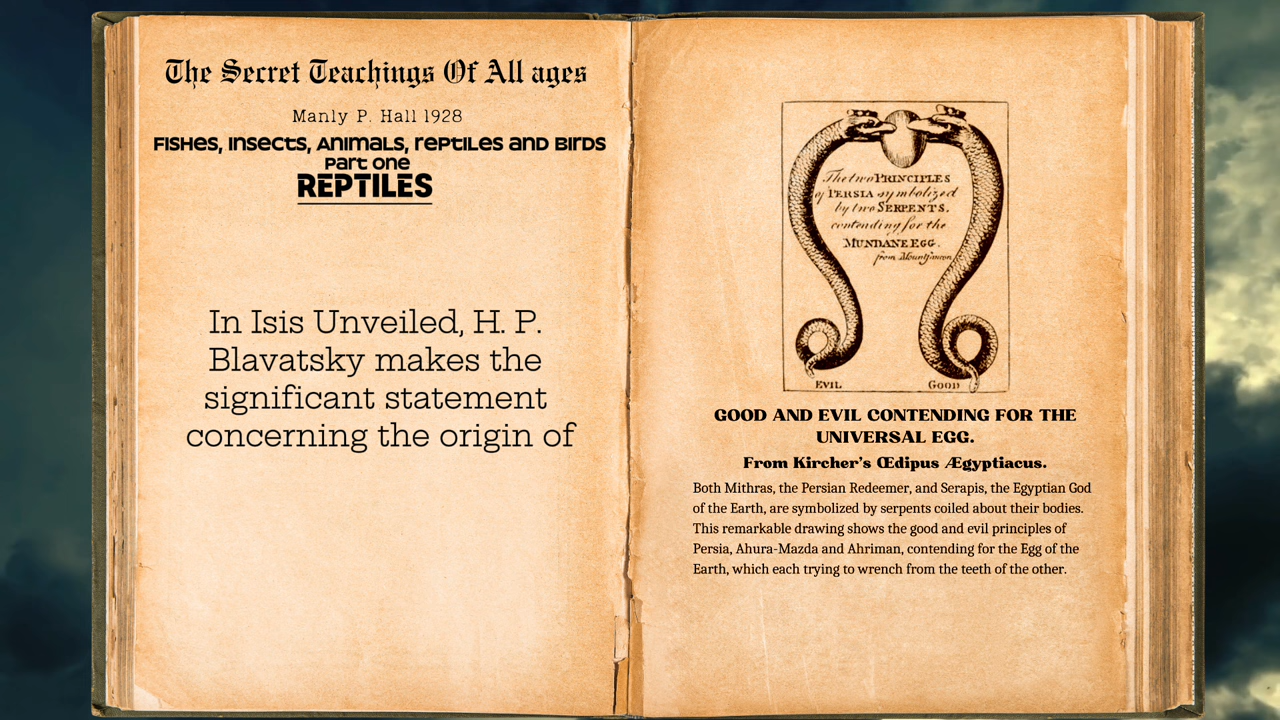 The Secret Teachings Of All ages
Manly P. Hall 1928
Fishes, Insects, Animals, reptiles and Birds
Part one
REPTILES
In Isis Unveiled, H. P.
Blavatsky makes the
significant statement
concerning the origin of
The two PRINCIPLES
of PERSIA symbolized
by two SERPENTS.
contending for the
MUNDANE EGG.
from
EVIL
GOOD
GOOD AND EVIL CONTENDING FOR THE
UNIVERSAL EGG.
From Kircher's Œdipus Ægyptiacus.
Both Mithras, the Persian Redeemer, and Serapis, the Egyptian God
of the Earth, are symbolized by serpents coiled about their bodies.
This remarkable drawing shows the good and evil principles of
Persia, Ahura-Mazda and Ahriman, contending for the Egg of the
Earth, which each trying to wrench from the teeth of the other.